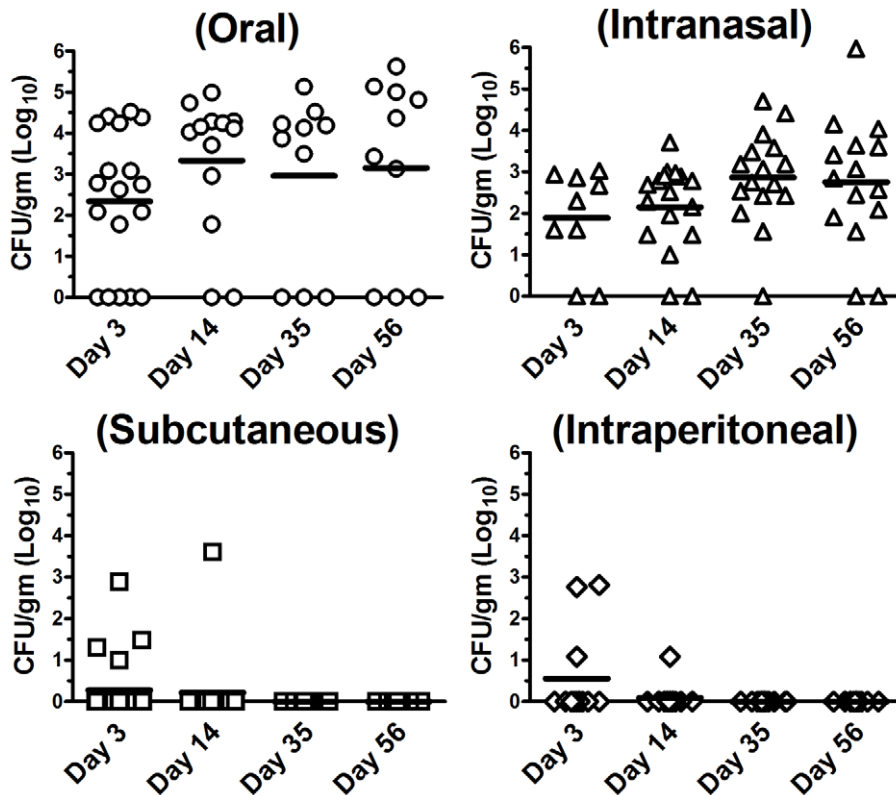 (Oral)
CFU/gm (Log10)
6
5
4
3
2
1
0
Day 3
Day 14
Day 35
Day 56
(Intranasal)
CFU/gm (Log10)
6
5
4
3
2
1
0
Day 3
Day 14
Day 35
Day 56
(Subcutaneous)
CFU/gm (Log10)
6
5
4
3
2
1
0
Day 3
Day 14
Day 35
Day 56
(Intraperitoneal)
CFU/gm (Log10)
6
5
4
3
2
1
0
Day 3
Day 14
Day 35
Day 56